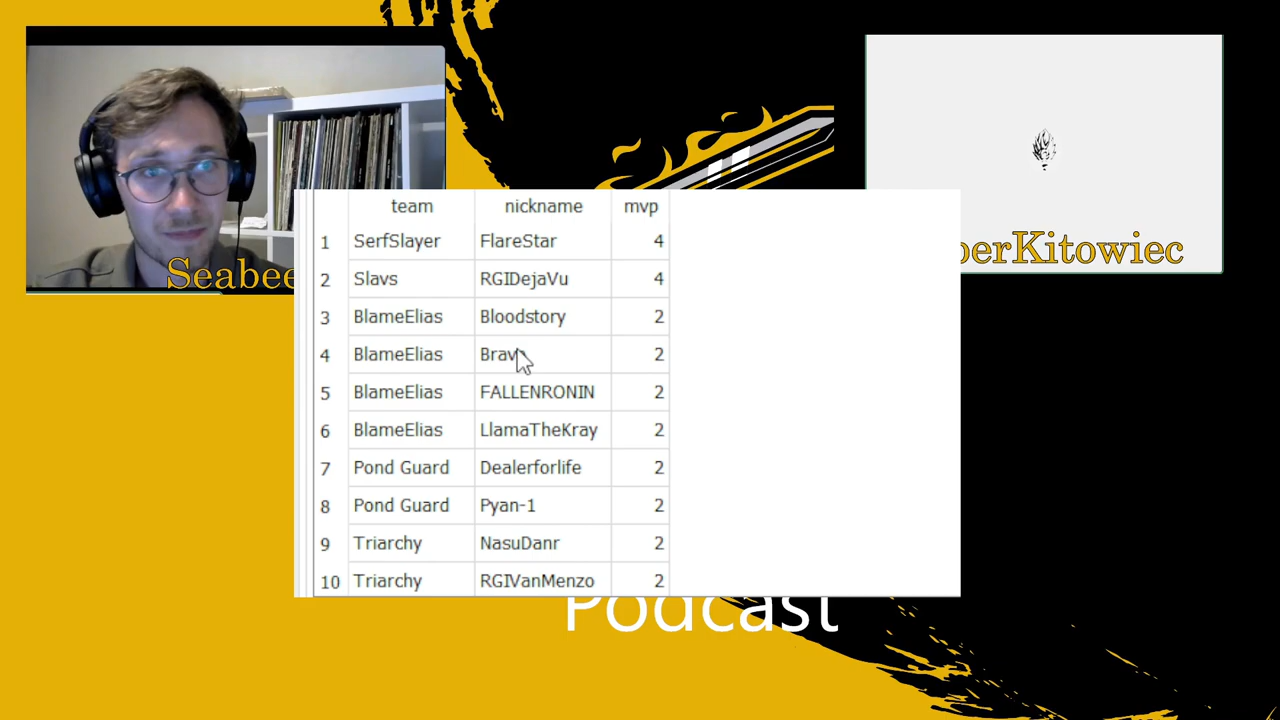 Seabee
berKitowiec
team nickname mvp
1 SerfSlayer FlareStar 4
2 Slavs RGIDejaVu 4
3 BlameElias Bloodstory 2
4 BlameElias 2
5 BlameElias FALLENRONIN 2
6 BlameElias LlamaTheKray 2
7 Pond Guard Dealerforlife 2
8 Pond Guard Pyan-1 2
9 Triarchy NasuDanr 2
10 Triarchy RGIVanMenzo 2
Podcast